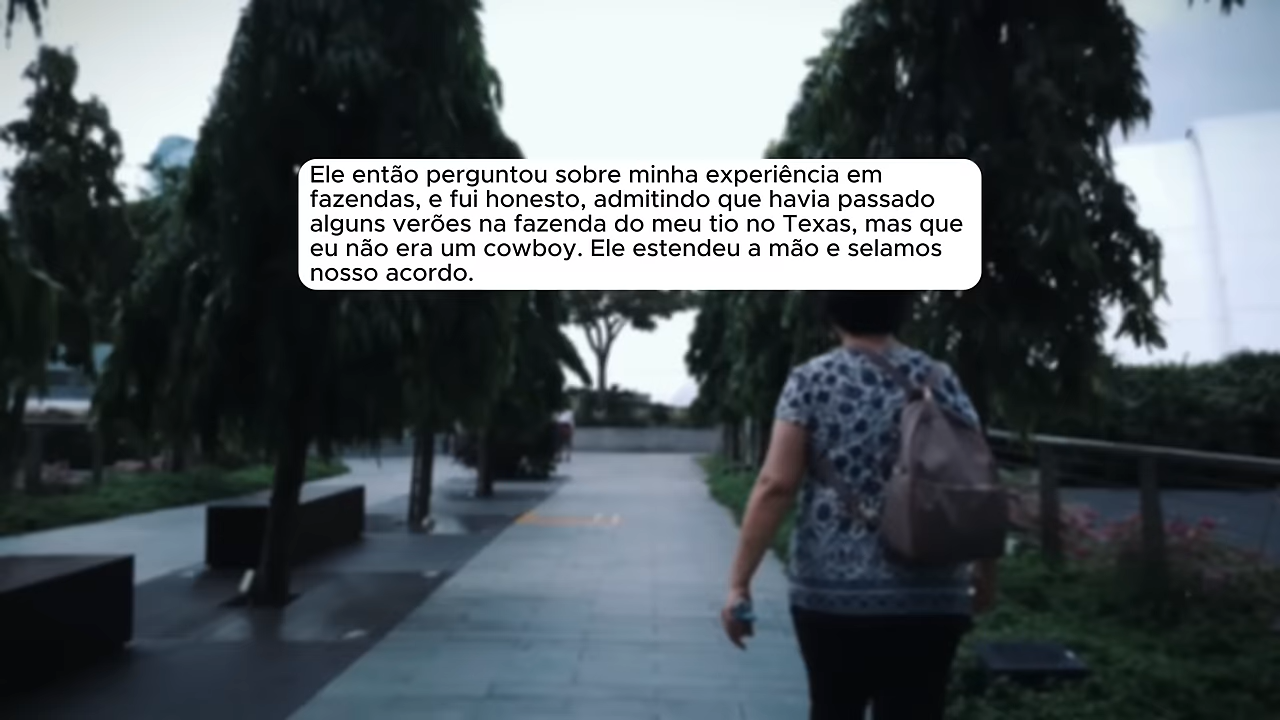 Ele então perguntou sobre minha experiência em
fazendas, e fui honesto, admitindo que havia passado
alguns verões na fazenda do meu tio no Texas, mas que
eu não era um cowboy. Ele estendeu a mão e selamos
nosso acordo.